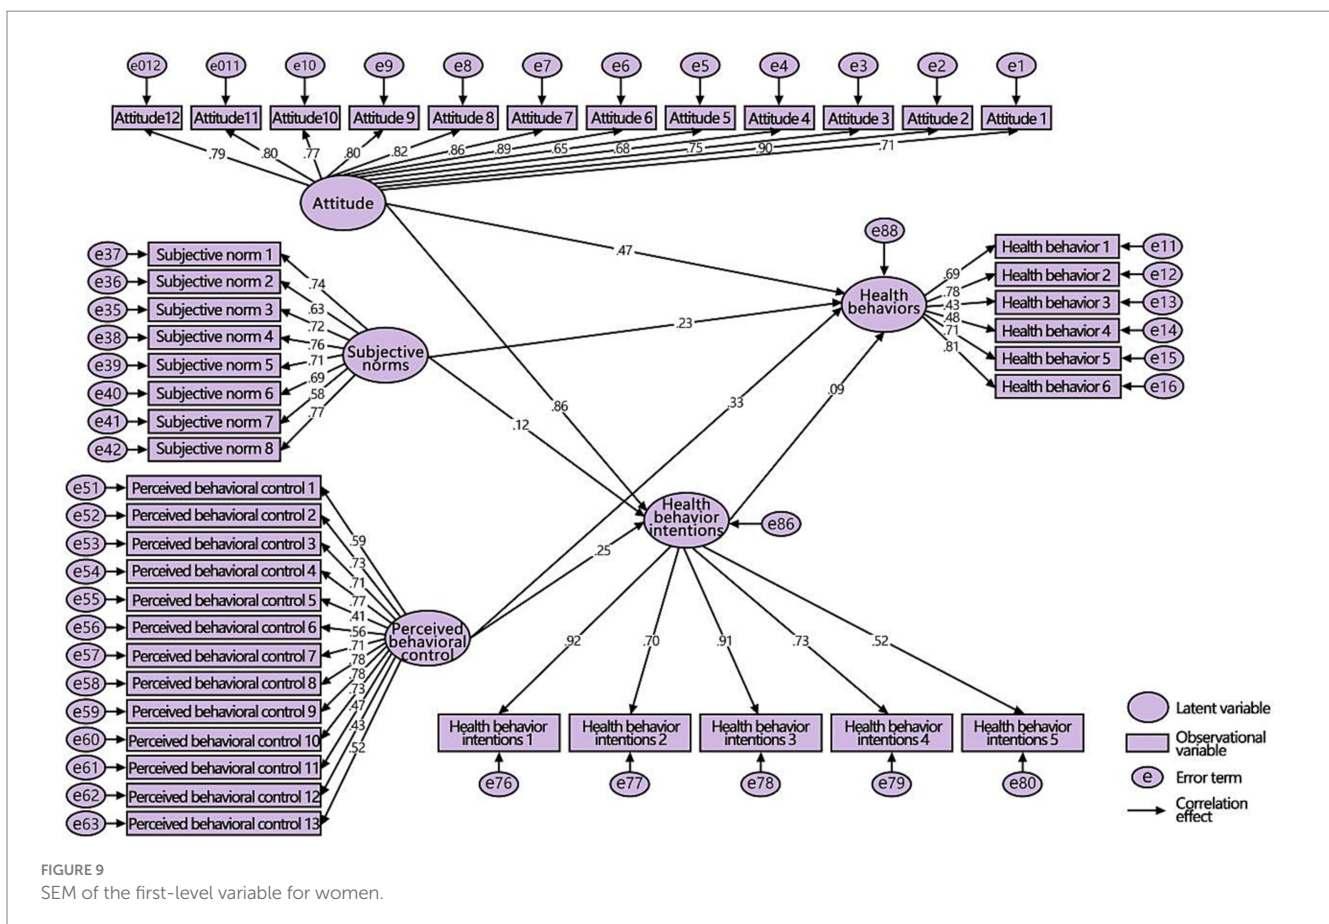 e012 e011 e10 e9 e8 e7 e6 e5 e4 e3 e2 e1
Attitude12 Attitude11 Attitude10 Attitude 9 Attitude 8 Attitude 7 Attitude 6 Attitude 5 Attitude 4 Attitude 3 Attitude 2 Attitude 1
.79 .80 .77 .80 .82 .86 .89 .65 .68 .75 .90 .71
Attitude
e37 Subjective norm 1
e36 Subjective norm 2
e35 Subjective norm 3
e38 Subjective norm 4
e39 Subjective norm 5
e40 Subjective norm 6
e41 Subjective norm 7
e42 Subjective norm 8
.74
.63
.72
.76
.71
.69
.58
.77
Subjective
norms
.47
.23
.86
.12
.33
.09
.25
e88
Health
behaviors
.69
.78
.43
.48
.71
.81
Health behavior 1 e11
Health behavior 2 e12
Health behavior 3 e13
Health behavior 4 e14
Health behavior 5 e15
Health behavior 6 e16
e51 Perceived behavioral control 1
e52 Perceived behavioral control 2
e53 Perceived behavioral control 3
e54 Perceived behavioral control 4
e55 Perceived behavioral control 5
e56 Perceived behavioral control 6
e57 Perceived behavioral control 7
e58 Perceived behavioral control 8
e59 Perceived behavioral control 9
e60 Perceived behavioral control 10
e61 Perceived behavioral control 11
e62 Perceived behavioral control 12
e63 Perceived behavioral control 13
.59
.73
.71
.77
.41
.56
.71
.78
.78
.73
.47
.43
.52
Perceived
behavioral
control
Health
behavior
intentions
e86
.92 .70 .91 .73 .52
Health behavior
intentions 1
Health behavior
intentions 2
Health behavior
intentions 3
Health behavior
intentions 4
Health behavior
intentions 5
e76 e77 e78 e79 e80
Latent variable
Observational
variable
e Error term
Correlation
effect
FIGURE 9
SEM of the first-level variable for women.